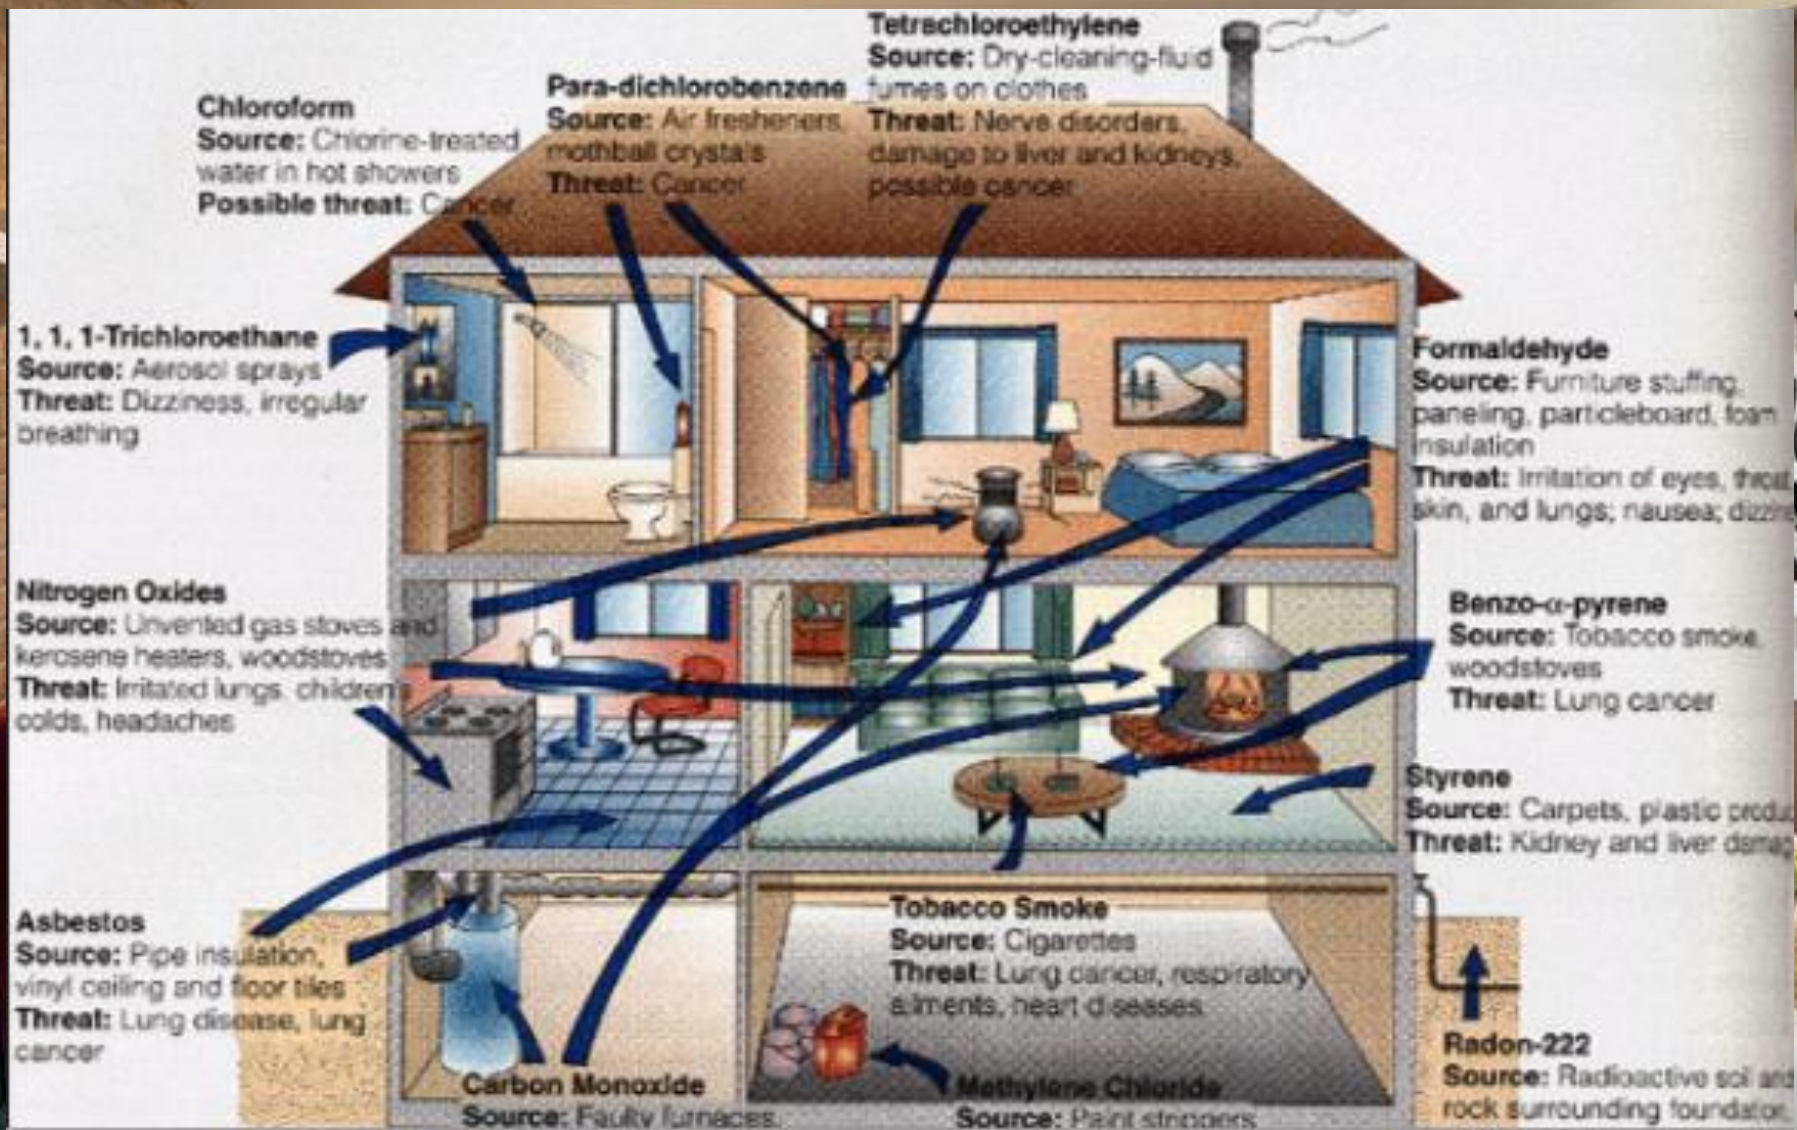 Tetrachloroethylene
Source: Dry-cleaning-fluid
fumes on clothes
Threat: Nerve disorders,
damage to liver and kidneys,
possible cancer
Para-dichlorobenzene
Source: Air fresheners,
mothball crystals
Threat: Cancer
Chloroform
Source: Chlorine-treated
water in hot showers
Possible threat: Cancer
1, 1, 1-Trichloroethane
Source: Aerosol sprays
Threat: Dizziness, irregular
breathing
Formaldehyde
Source: Furniture stuffing,
paneling, particleboard, foam
insulation
Threat: Irritation of eyes, throat,
skin, and lungs; nausea;
Nitrogen Oxides
Source: Unvented gas stoves and
kerosene heaters, woodstoves
Threat: Irritated lungs, children's
colds, headaches
Benzo-α-pyrene
Source: Tobacco smoke,
woodstoves
Threat: Lung cancer
Styrene
Source: Carpets, plastic
Threat: Kidney and liver
Asbestos
Source: Pipe insulation,
vinyl ceiling and floor tiles
Threat: Lung disease, lung
cancer
Tobacco Smoke
Source: Cigarettes
Threat: Lung cancer, respiratory
ailments, heart diseases
Carbon Monoxide
Source: Faulty furnaces,
Methylene Chloride
Source: Paint strippers
Radon-222
Source: Radioactive soil and
rock surrounding foundation,